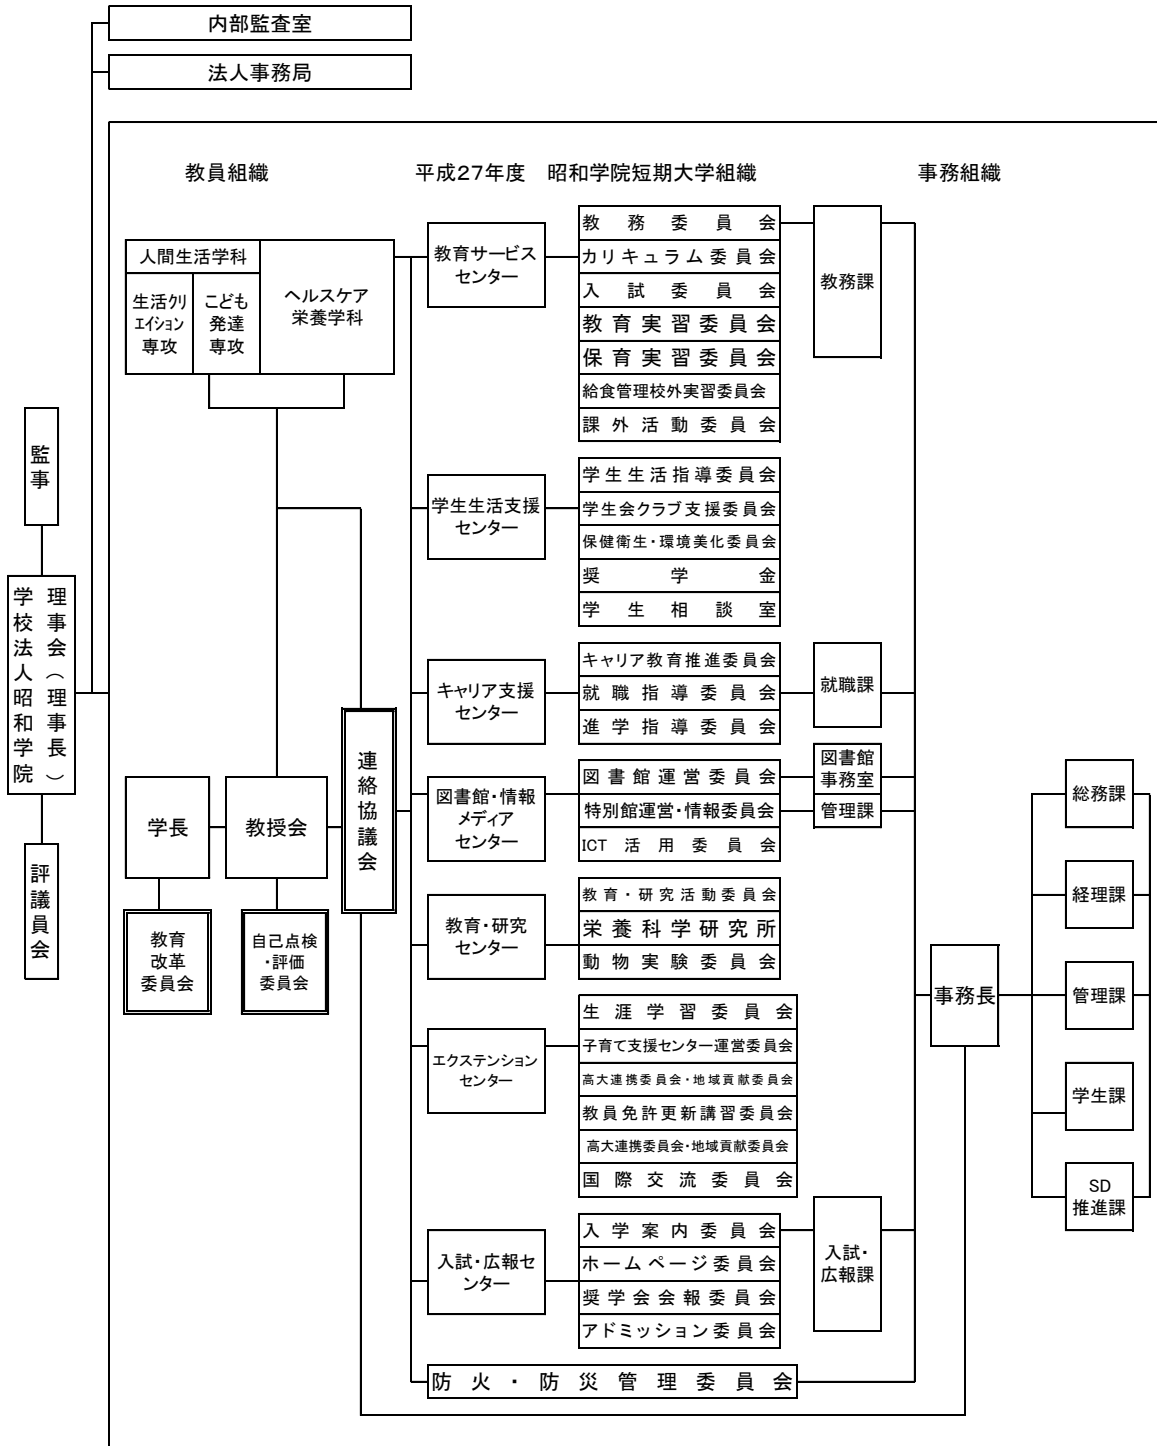 内部監査室
法人事務局
教員組織
平成27年度 昭和学院短期大学組織
事務組織
人間生活学科
生活クリ
エイション
専攻
こども
発達
専攻
ヘルスケア
栄養学科
教育サービス
センター
教務委員会
カリキュラム委員会
入試委員会
教育実習委員会
保育実習委員会
給食管理校外実習委員会
課外活動委員会
教務課
監事
学校法人昭和学院
理事会(理事長)
評議員会
学生生活支援
センター
学生生活指導委員会
学生会クラブ支援委員会
保健衛生・環境美化委員会
奨学金
学生相談室
キャリア支援
センター
キャリア教育推進委員会
就職指導委員会
進学指導委員会
就職課
学長
教授会
連絡協議会
教育
改革
委員会
自己点検
・評価
委員会
図書館・情報
メディア
センター
図書館運営委員会
特別館運営・情報委員会
ICT活用委員会
図書館
事務室
管理課
教育・研究
センター
教育・研究活動委員会
栄養科学研究所
動物実験委員会
エクステンション
センター
生涯学習委員会
子育て支援センター運営委員会
高大連携委員会・地域貢献委員会
教員免許更新講習委員会
高大連携委員会・地域貢献委員会
国際交流委員会
入試・広報セ
ンター
入学案内委員会
ホームページ委員会
奨学会会報委員会
アドミッション委員会
入試・
広報課
防火・防災管理委員会
事務長
総務課
経理課
管理課
学生課
SD
推進課